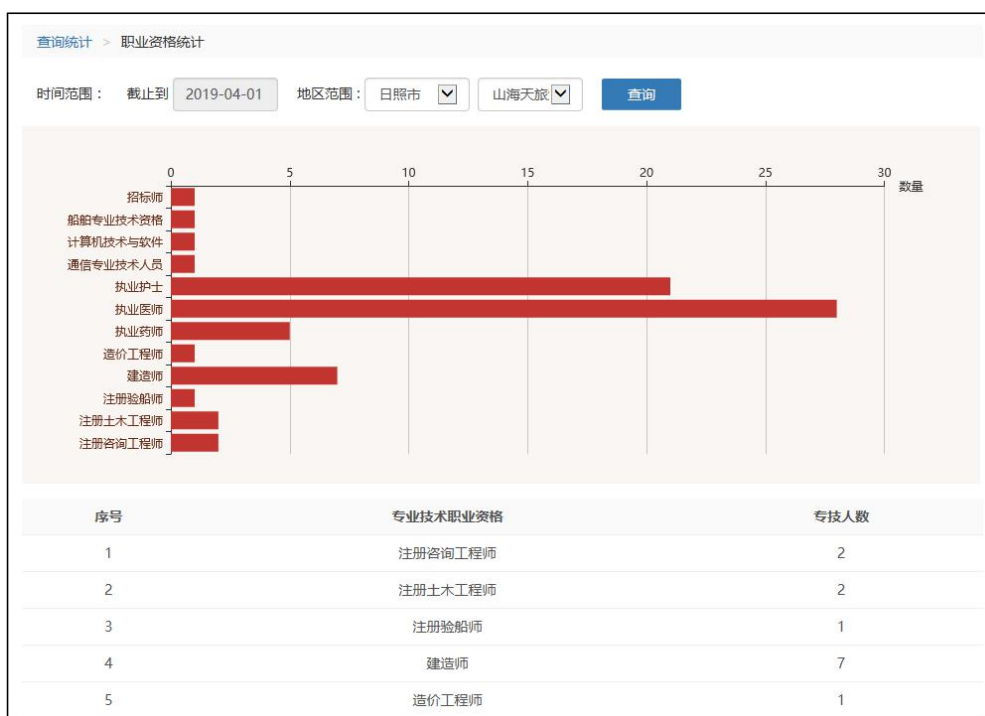 查询统计 > 职业资格统计
时间范围： 截止到 2019-04-01 地区范围： 日照市 山海天旅 查询
0 5 10 15 20 25 30
数量
招标师
船舶专业技术资格
计算机技术与软件
通信专业技术人员
执业护士
执业医师
执业药师
造价工程师
建造师
注册验船师
注册土木工程师
注册咨询工程师
序号 专业技术职业资格 专技人数
1 注册咨询工程师 2
2 注册土木工程师 2
3 注册验船师 1
4 建造师 7
5 造价工程师 1